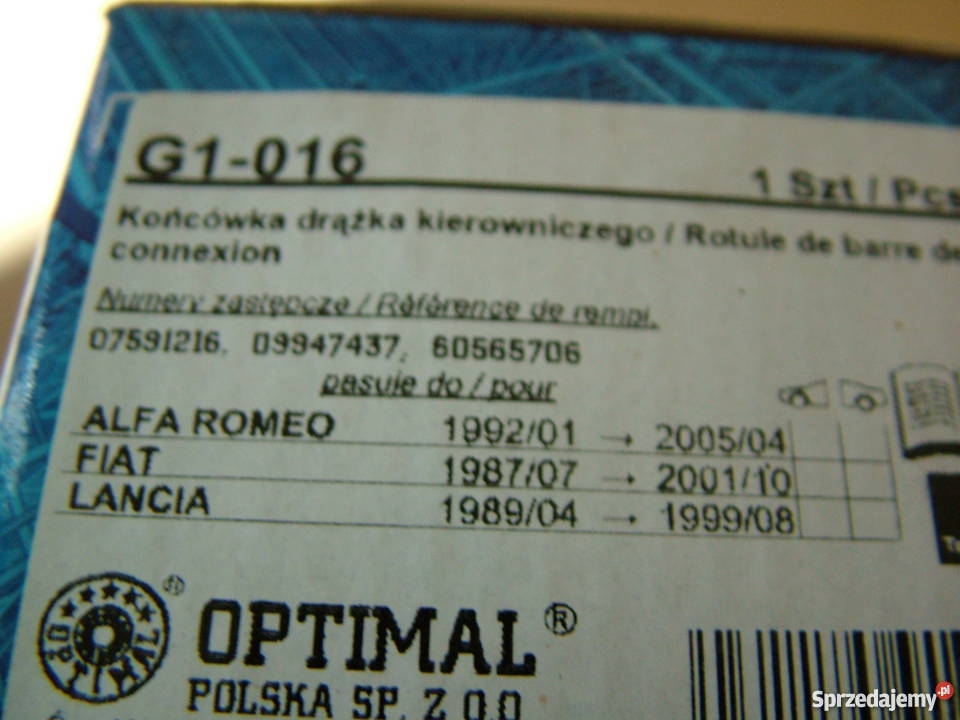 G1-016
1 Szt / Pcs
Końcówka drążka kierowniczego / Rotule de barre de
connexion
Numery zastępcze / Référence de rempl.
07591216, 09947437, 60565706
pasuje do / pour
ALFA ROMEO 1992/01 → 2005/04
FIAT 1987/07 → 2001/10
LANCIA 1989/04 → 1999/08
OPTIMAL ®
OPTIMAL
POLSKA SP. Z O.O
Sprzedajemy.pl